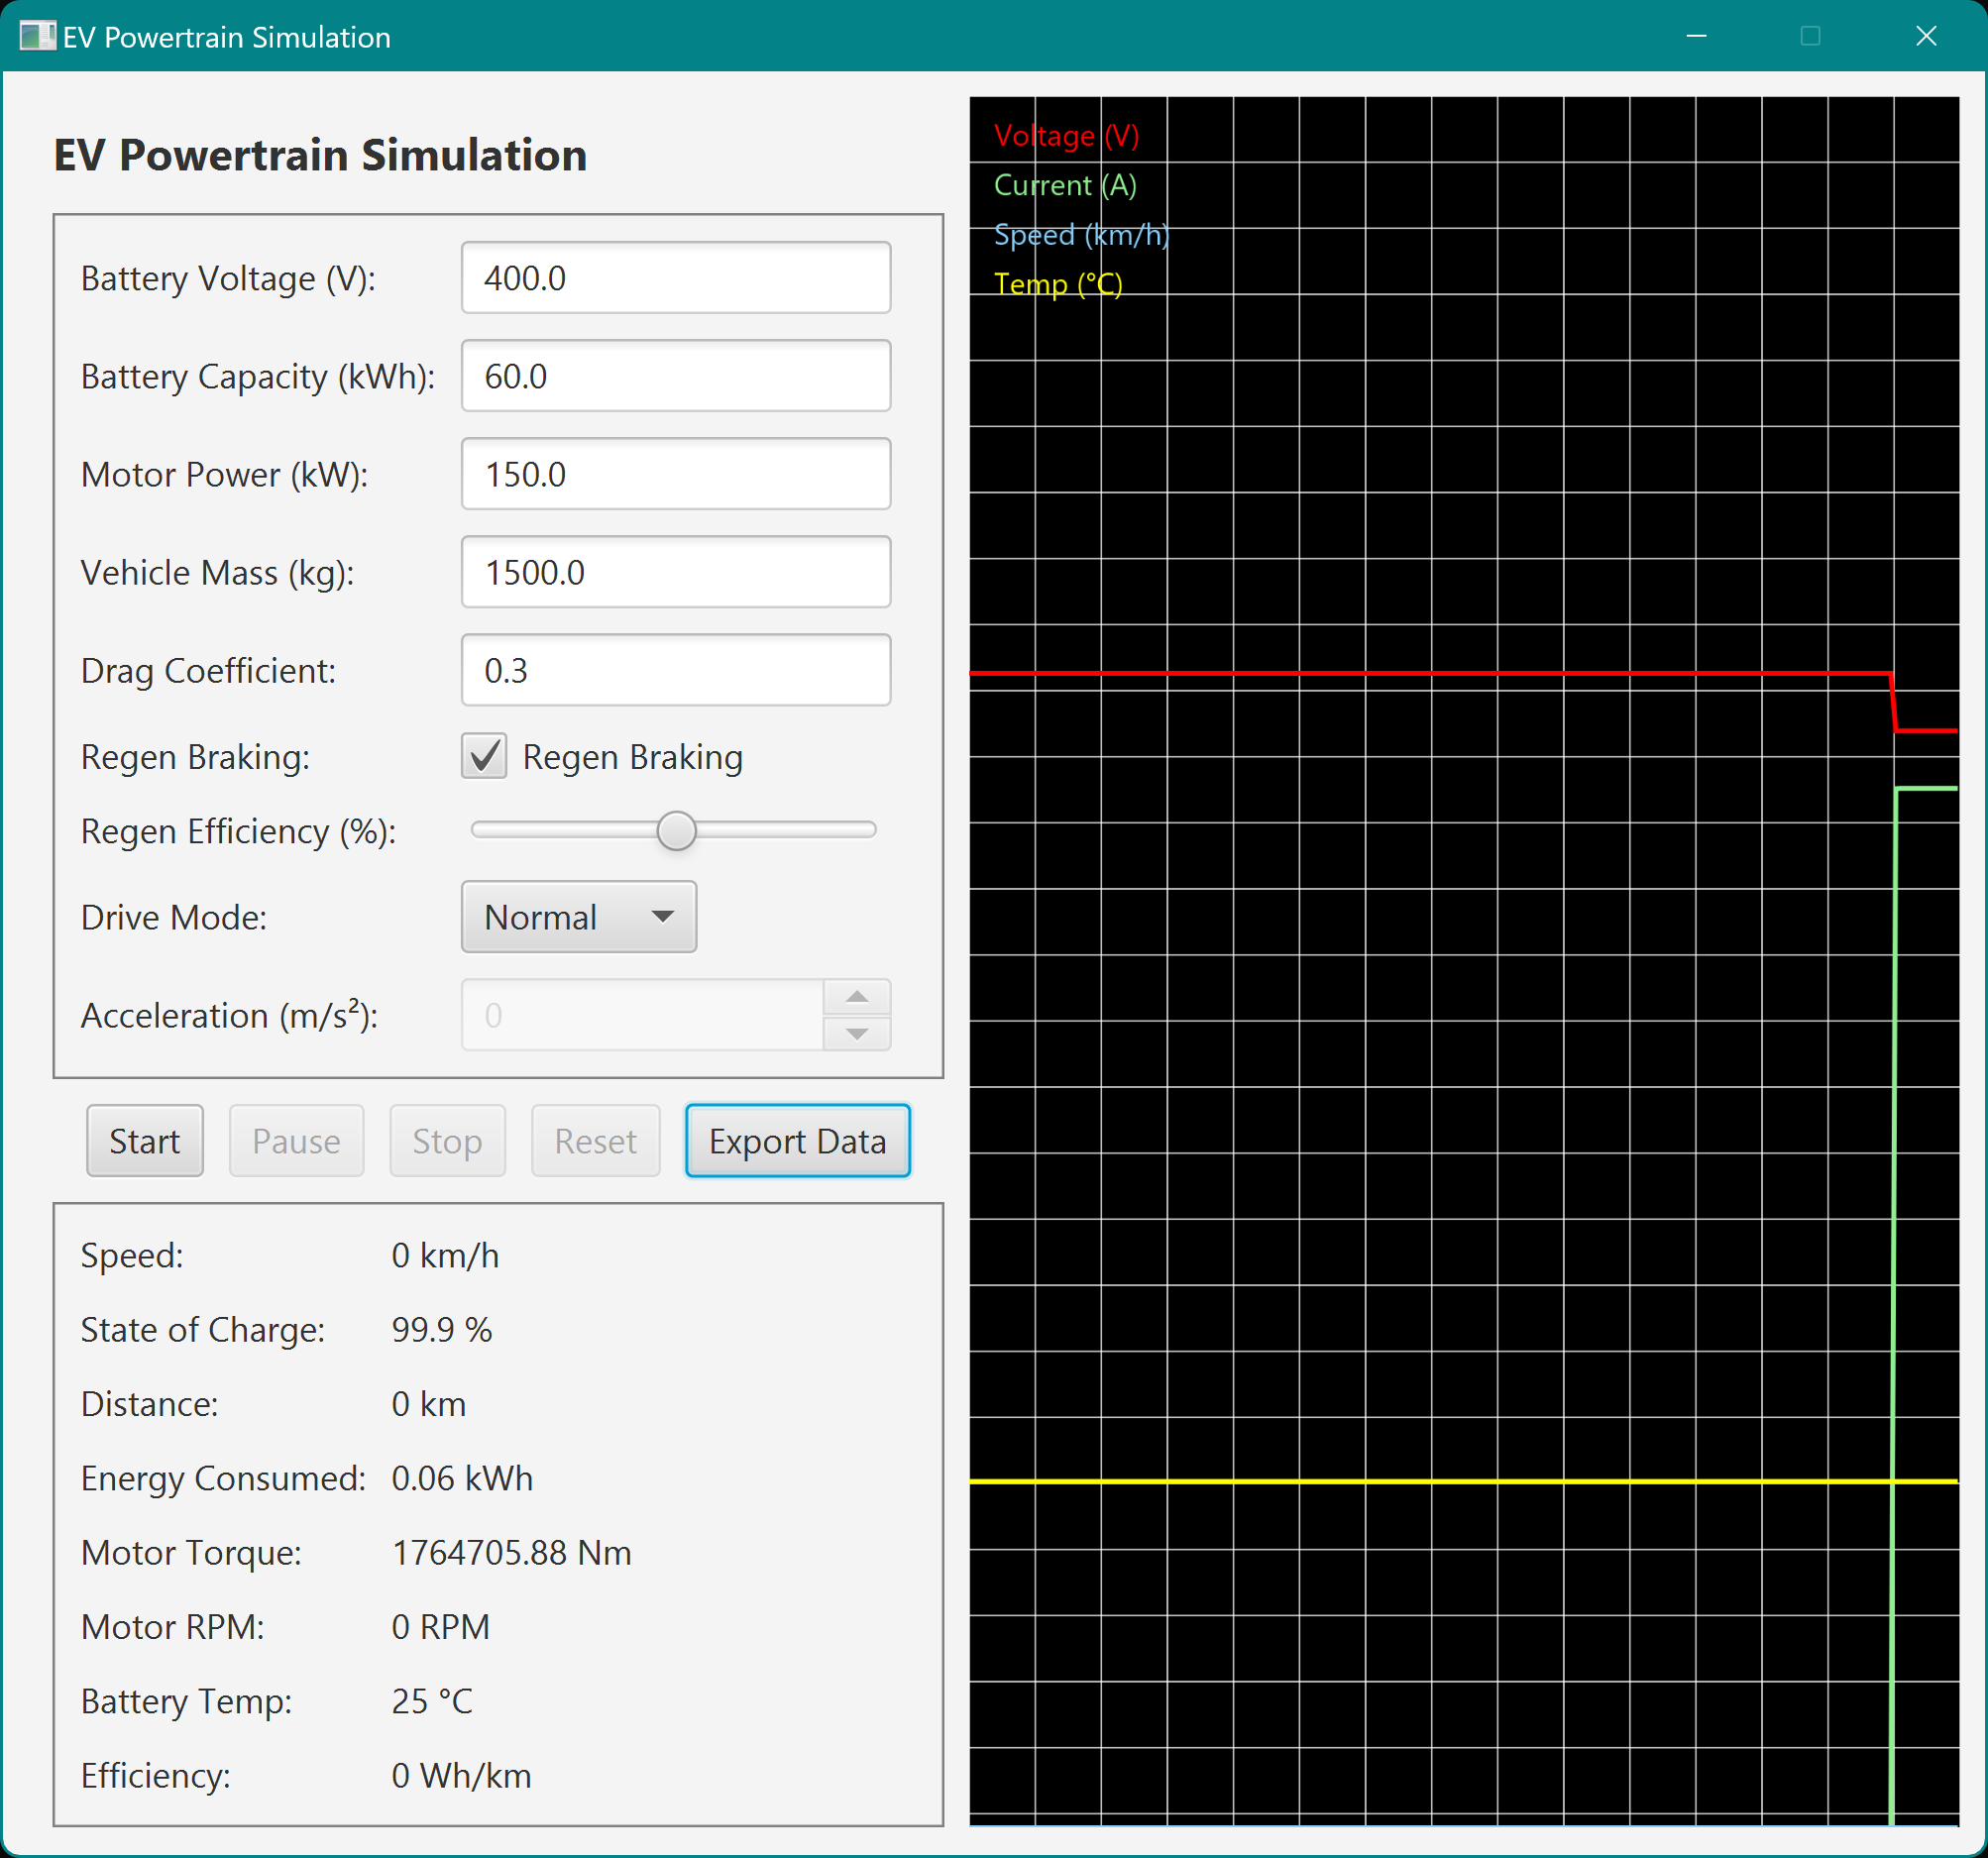 EV Powertrain Simulation
EV Powertrain Simulation
Battery Voltage (V): 400.0
Battery Capacity (kWh): 60.0
Motor Power (kW): 150.0
Vehicle Mass (kg): 1500.0
Drag Coefficient: 0.3
Regen Braking: Regen Braking
Regen Efficiency (%):
Drive Mode: Normal
Acceleration (m/s²): 0
Start Pause Stop Reset Export Data
Speed: 0 km/h
State of Charge: 99.9 %
Distance: 0 km
Energy Consumed: 0.06 kWh
Motor Torque: 1764705.88 Nm
Motor RPM: 0 RPM
Battery Temp: 25 °C
Efficiency: 0 Wh/km
Voltage (V)
Current (A)
Speed (km/h)
Temp (°C)